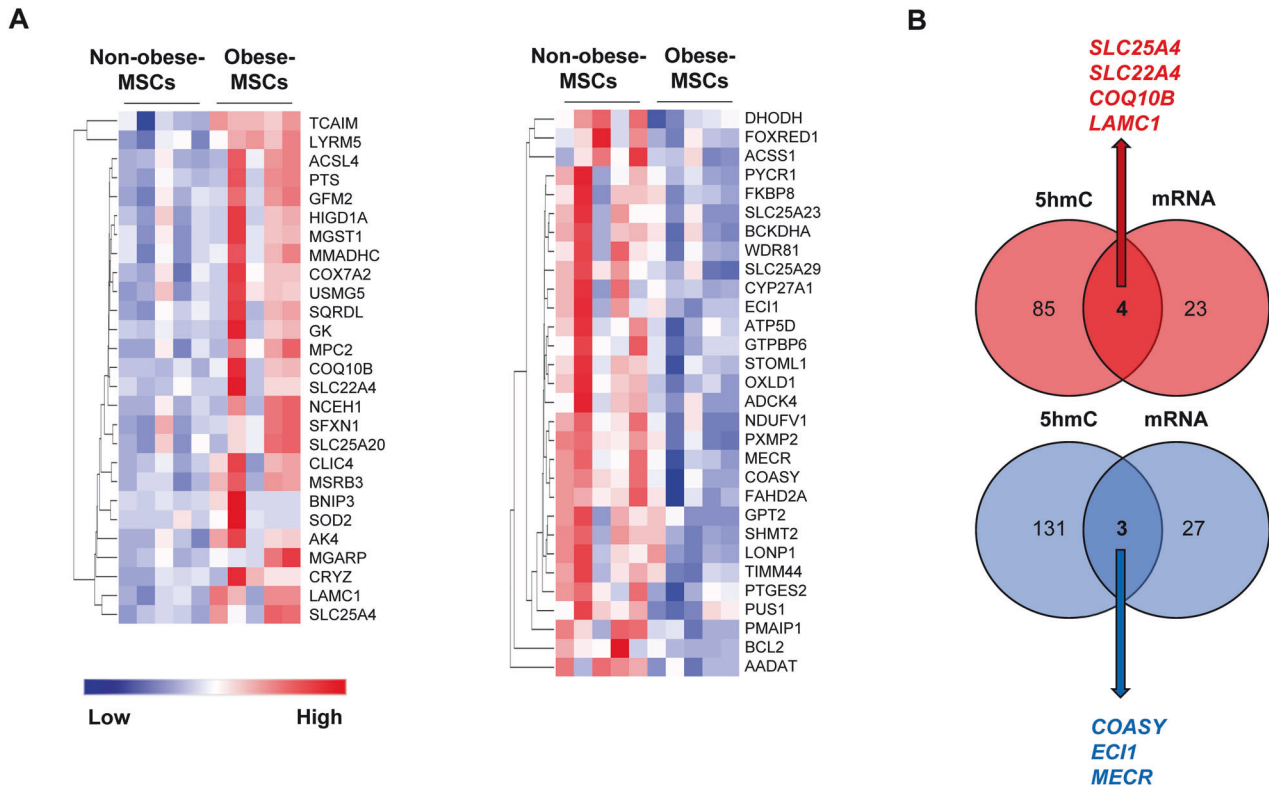 A
Non-obese-
MSCs
Obese-
MSCs
TCAIM
LYRM5
ACSL4
PTS
GFM2
HIGD1A
MGST1
MMADHC
COX7A2
USMG5
SQRDL
GK
MPC2
COQ10B
SLC22A4
NCEH1
SFXN1
SLC25A20
CLIC4
MSRB3
BNIP3
SOD2
AK4
MGARP
CRYZ
LAMC1
SLC25A4
Low
High
Non-obese-
MSCs
Obese-
MSCs
DHODH
FOXRED1
ACSS1
PYCR1
FKBP8
SLC25A23
BCKDHA
WDR81
SLC25A29
CYP27A1
ECI1
ATP5D
GTPBP6
STOML1
OXLD1
ADCK4
NDUFV1
PXMP2
MECR
COASY
FAHD2A
GPT2
SHMT2
LONP1
TIMM44
PTGES2
PUS1
PMAIP1
BCL2
AADAT
B
SLC25A4
SLC22A4
COQ10B
LAMC1
5hmC
mRNA
85
4
23
5hmC
mRNA
131
3
27
COASY
ECI1
MECR